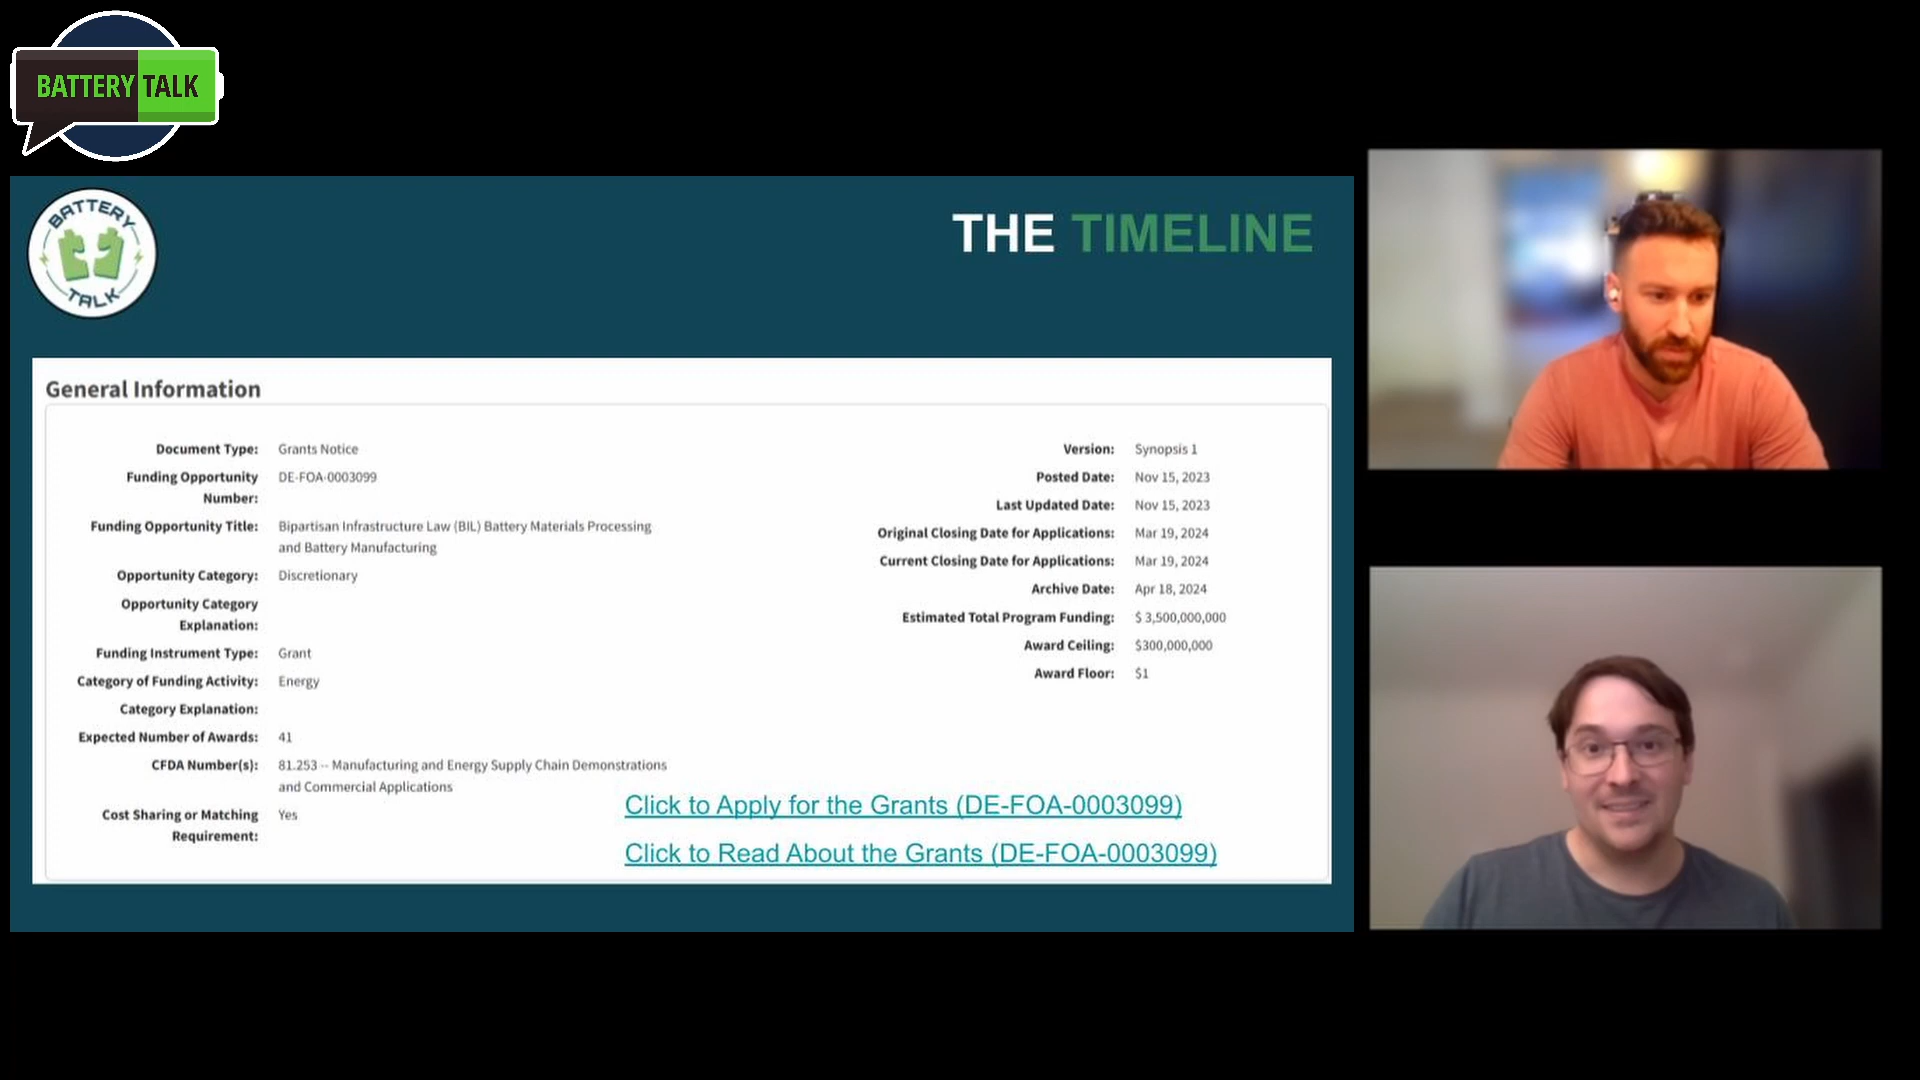 BATTERY TALK
BATTERY
TALK
THE TIMELINE
General Information
Document Type: Grants Notice
Funding Opportunity DE-FOA-0003099
Number:
Funding Opportunity Title: Bipartisan Infrastructure Law (BIL) Battery Materials Processing
and Battery Manufacturing
Opportunity Category: Discretionary
Opportunity Category
Explanation:
Funding Instrument Type: Grant
Category of Funding Activity: Energy
Category Explanation:
Expected Number of Awards: 41
CFDA Number(s): 81.253 -- Manufacturing and Energy Supply Chain Demonstrations
and Commercial Applications
Cost Sharing or Matching Yes
Requirement:
Version: Synopsis 1
Posted Date: Nov 15, 2023
Last Updated Date: Nov 15, 2023
Original Closing Date for Applications: Mar 19, 2024
Current Closing Date for Applications: Mar 19, 2024
Archive Date: Apr 18, 2024
Estimated Total Program Funding: $ 3,500,000,000
Award Ceiling: $300,000,000
Award Floor: $1
Click to Apply for the Grants (DE-FOA-0003099)
Click to Read About the Grants (DE-FOA-0003099)